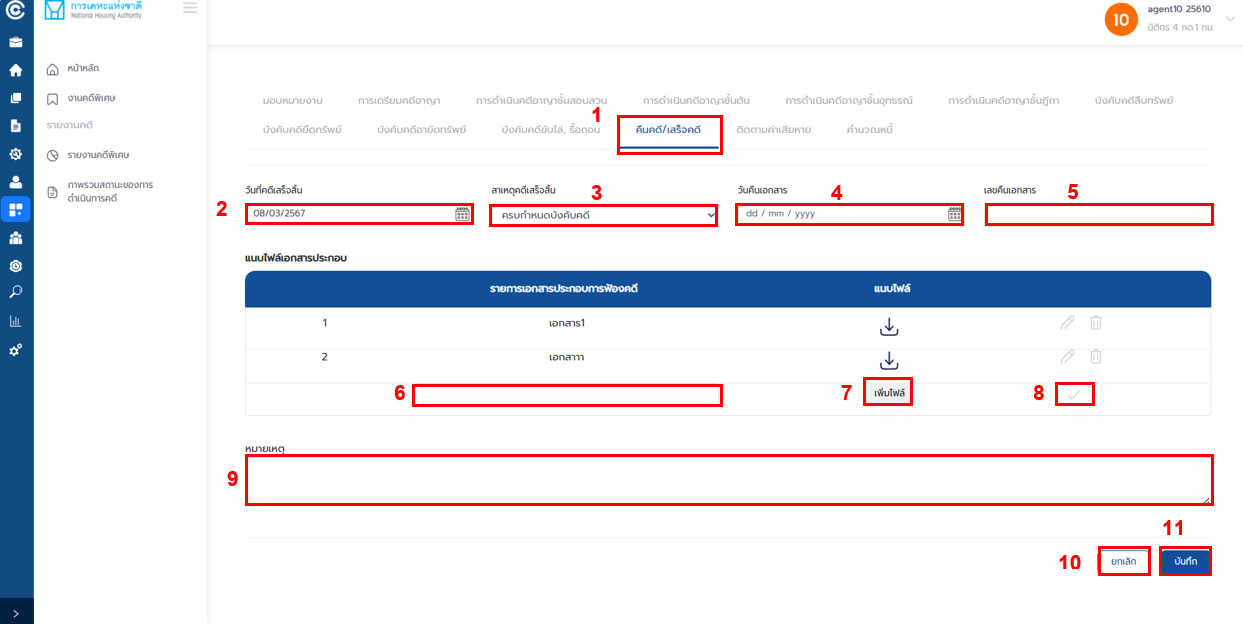 การเคหะแห่งชาติ
National Housing Authority
agent10 25610
10
นิติกร 4 กด.1 กม.
หน้าหลัก
งานคดีพิเศษ
รายงานคดี
รายงานคดีพิเศษ
ภาพรวมสถานะของการ
ดำเนินการคดี
มอบหมายงาน การเตรียมคดีอาญา การดำเนินคดีอาญาชั้นสอบสวน การดำเนินคดีอาญาชั้นต้น การดำเนินคดีอาญาชั้นอุทธรณ์ การดำเนินคดีอาญาชั้นฎีกา บังคับคดีสืบทรัพย์
1
บังคับคดียึดทรัพย์ บังคับคดีอายัดทรัพย์ บังคับคดีขับไล่, รื้อถอน คืนคดี/เสร็จคดี ติดตามค่าเสียหาย คำนวณหนี้
วันที่คดีเสร็จสิ้น สาเหตุคดีเสร็จสิ้น วันคืนเอกสาร เลขคืนเอกสาร
3 4 5
2 08/03/2567 ครบกำหนดบังคับคดี dd / mm / yyyy
แนบไฟล์เอกสารประกอบ
รายการเอกสารประกอบการฟ้องคดี แนบไฟล์
1 เอกสาร1
2 เอกสาาา
6 7 เพิ่มไฟล์ 8
หมายเหตุ
9
11
10 ยกเลิก บันทึก